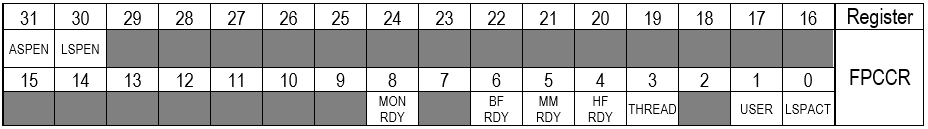 31 30 29 28 27 26 25 24 23 22 21 20 19 18 17 16 Register
ASPEN LSPEN
15 14 13 12 11 10 9 8 7 6 5 4 3 2 1 0 FPCCR
MON RDY BF RDY MM RDY HF RDY THREAD USER LSPACT